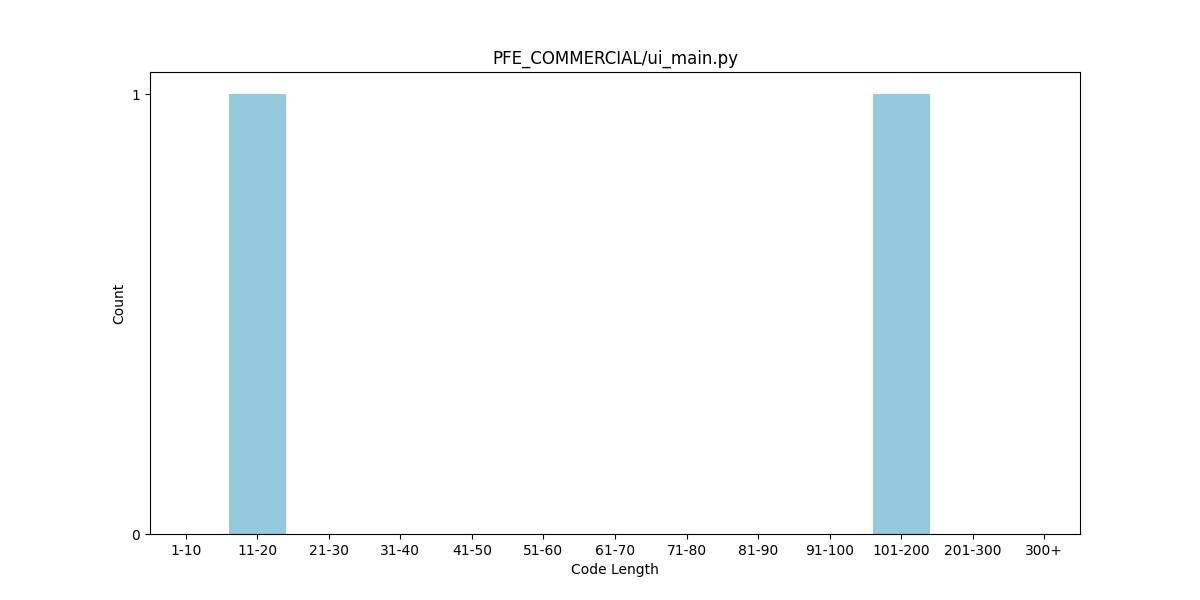 PFE_COMMERCIAL/ui_main.py
1
Count
0
1-10 11-20 21-30 31-40 41-50 51-60 61-70 71-80 81-90 91-100 101-200 201-300 300+
Code Length